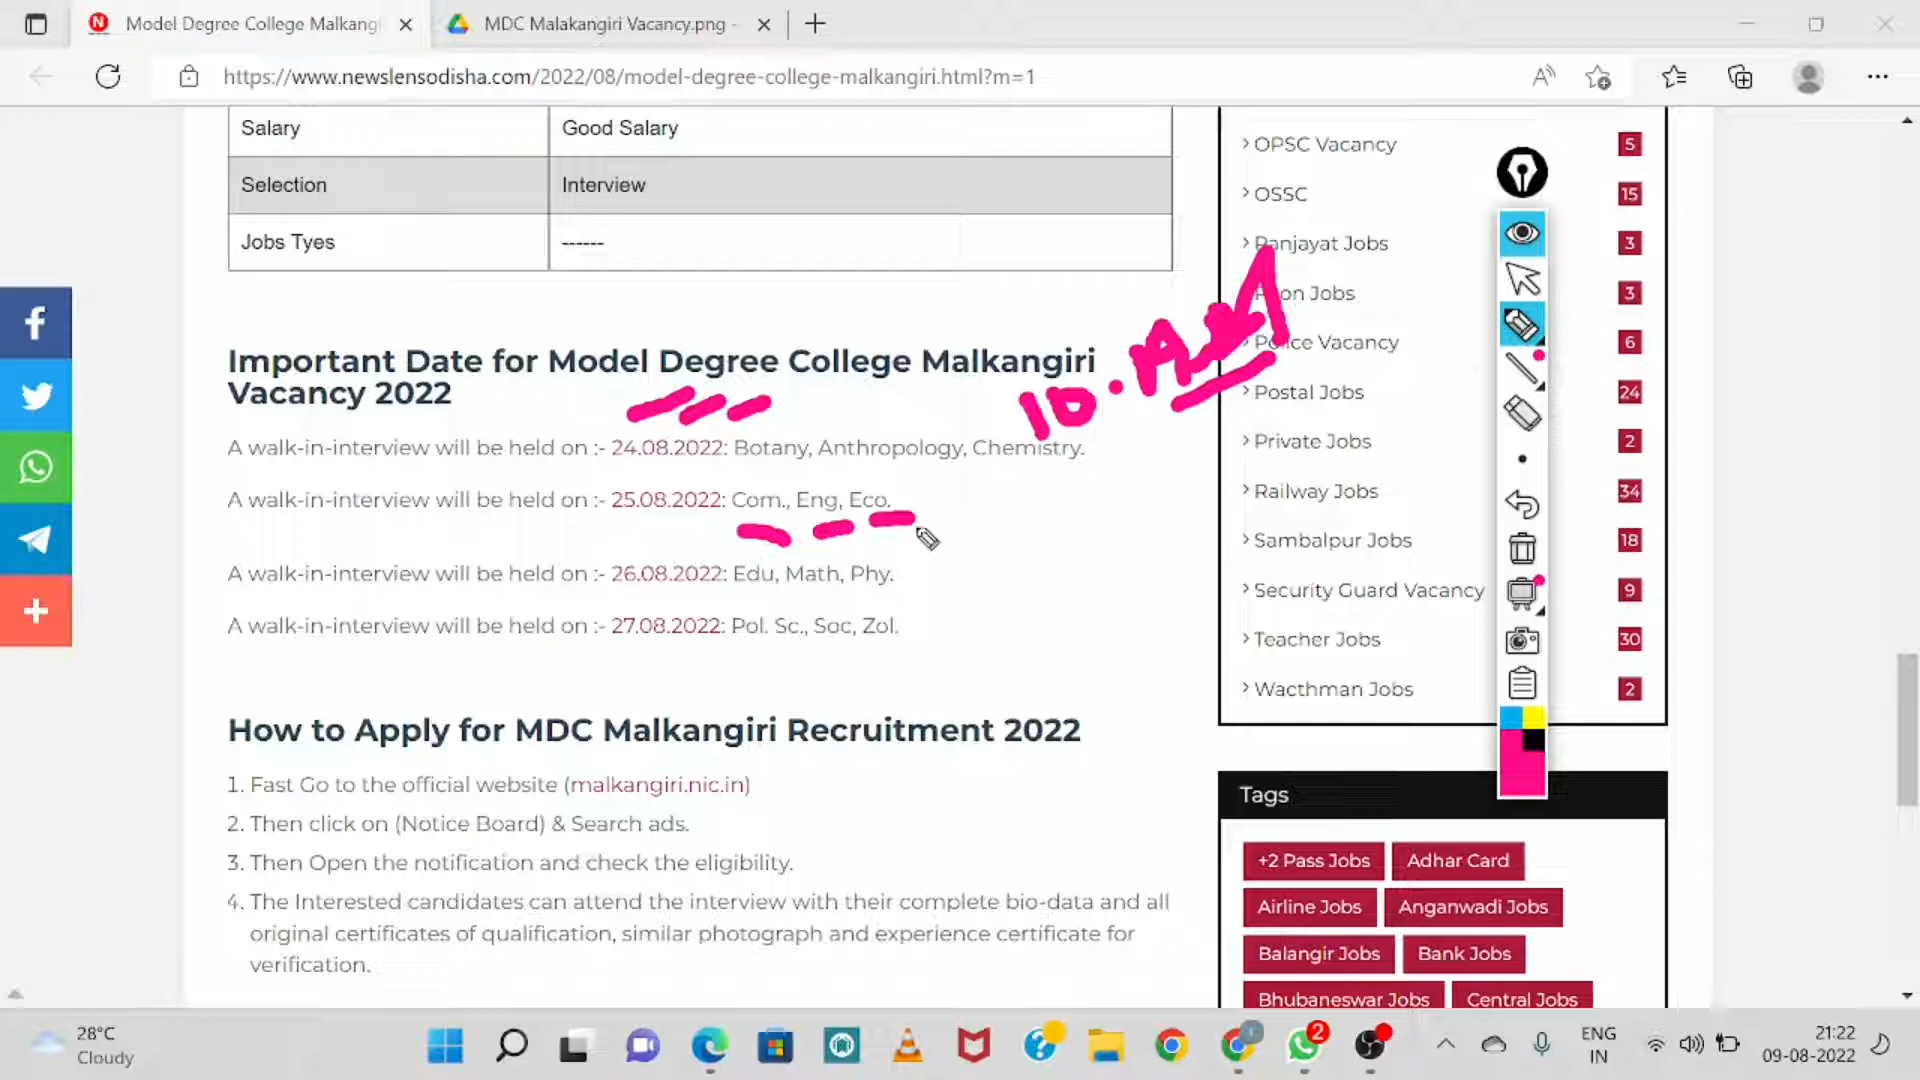 Model Degree College Malkangi
MDC Malakangiri Vacancy.png -
https://www.newslensodisha.com/2022/08/model-degree-college-malkangiri.html?m=1
Salary
Good Salary
Selection
Interview
Jobs Tyes
------
Important Date for Model Degree College Malkangiri
Vacancy 2022
A walk-in-interview will be held on :- 24.08.2022: Botany, Anthropology, Chemistry.
A walk-in-interview will be held on :- 25.08.2022: Com., Eng, Eco.
A walk-in-interview will be held on :- 26.08.2022: Edu, Math, Phy.
A walk-in-interview will be held on :- 27.08.2022: Pol. Sc., Soc, Zol.
How to Apply for MDC Malkangiri Recruitment 2022
1. Fast Go to the official website (malkangiri.nic.in)
2. Then click on (Notice Board) & Search ads.
3. Then Open the notification and check the eligibility.
4. The Interested candidates can attend the interview with their complete bio-data and all
original certificates of qualification, similar photograph and experience certificate for
verification.
10.
OPSC Vacancy 5
OSSC 15
Panjayat Jobs 3
Jobs 3
Police Vacancy 6
Postal Jobs 24
Private Jobs 2
Railway Jobs 34
Sambalpur Jobs 18
Security Guard Vacancy 9
Teacher Jobs 30
Wacthman Jobs 2
Tags
+2 Pass Jobs Adhar Card
Airline Jobs Anganwadi Jobs
Balangir Jobs Bank Jobs
Bhubaneswar Jobs Central Jobs
28°C
Cloudy
2
ENG
IN
21:22
09-08-2022